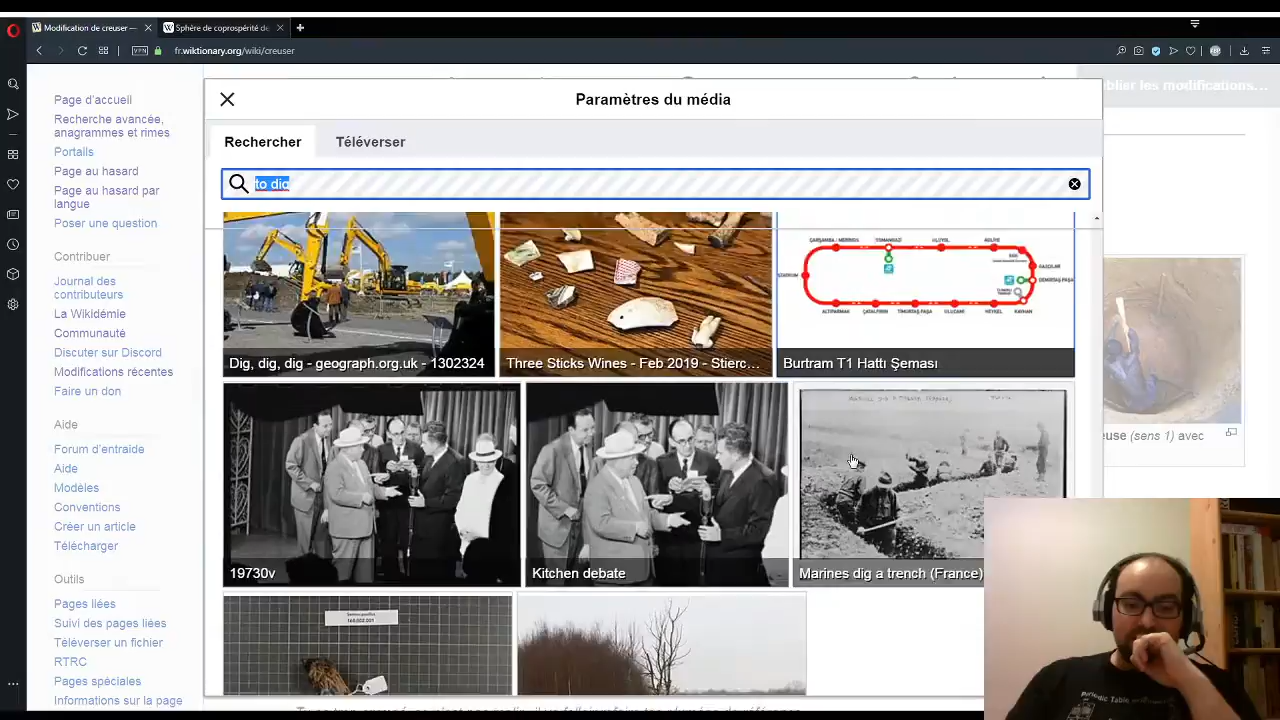 Modification de creuser —
Sphère de coprospérité de
VPN
fr.wiktionary.org/wiki/creuser
Page d'accueil
Recherche avancée,
anagrammes et rimes
Portails
Page au hasard
Page au hasard par
langue
Poser une question
Contribuer
Journal des
contributeurs
La Wikidémie
Communauté
Discuter sur Discord
Modifications récentes
Faire un don
Aide
Forum d'entraide
Aide
Modèles
Conventions
Créer un article
Télécharger
Outils
Pages liées
Suivi des pages liées
Téléverser un fichier
RTRC
Pages spéciales
Informations sur la page
Paramètres du média
blier les modifications...
Rechercher
Téléverser
to dig
Dig, dig, dig - geograph.org.uk - 1302324
Three Sticks Wines - Feb 2019 - Stierc...
Burtram T1 Hattı Şeması
19730v
Kitchen debate
Marines dig a trench (France)
euse (sens 1) avec